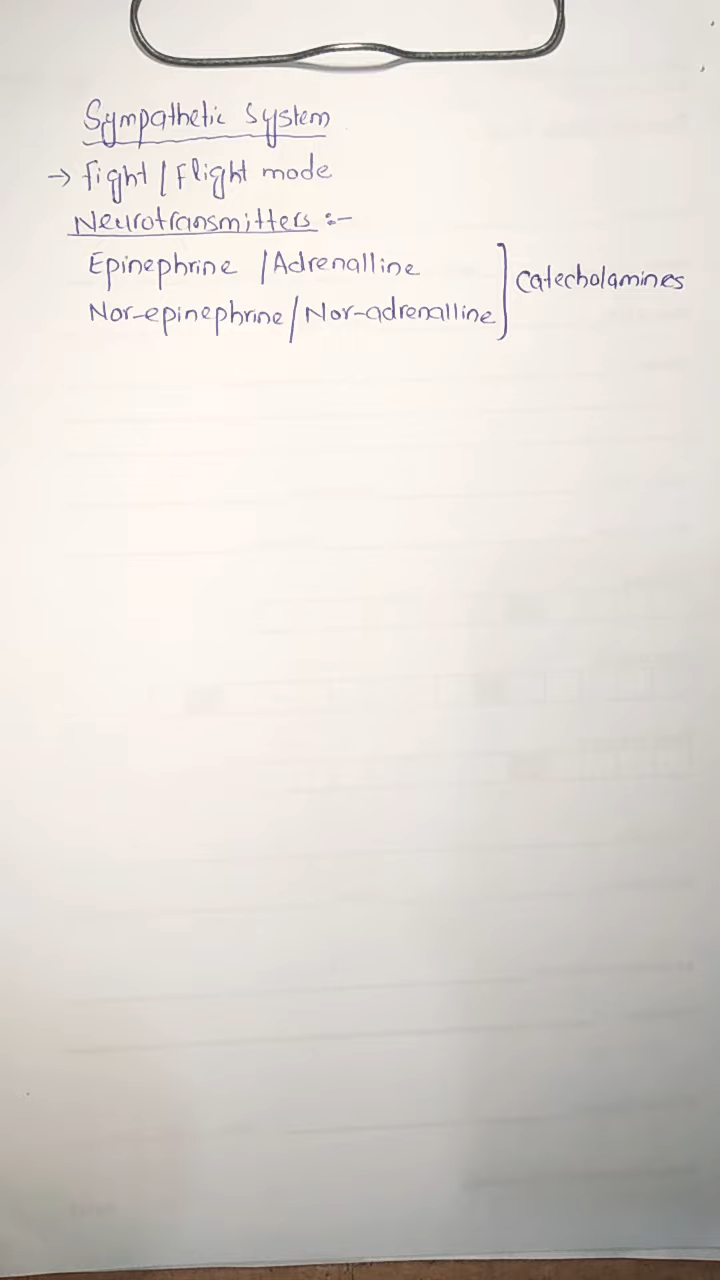 Sympathetic System
→ fight / Flight mode
Neurotransmitters :-
Epinephrine / Adrenalline
Nor-epinephrine / Nor-adrenalline ] Catecholamines